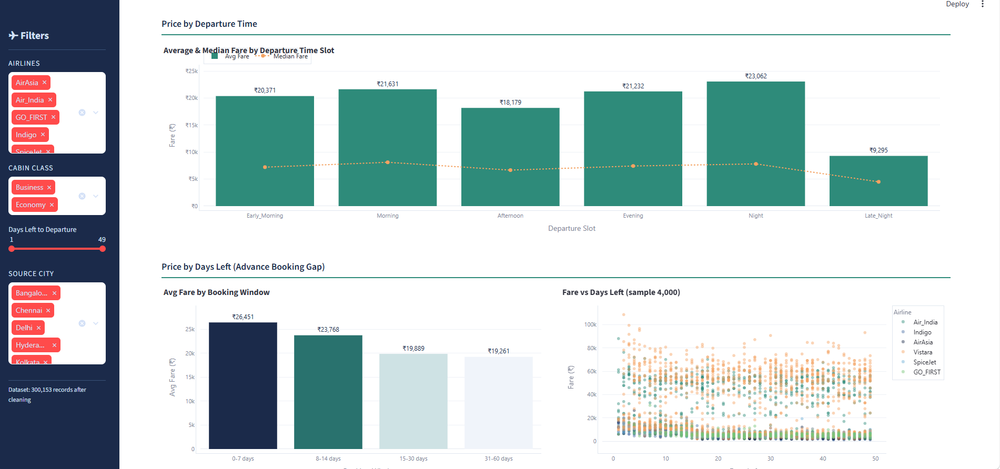 Deploy
Filters
AIRLINES
AirAsia ×
Air_India ×
GO_FIRST ×
Indigo ×
SpiceJet ×
CABIN CLASS
Business ×
Economy ×
Days Left to Departure
1 49
SOURCE CITY
Bangalo... ×
Chennai ×
Delhi ×
Hydera... ×
Kolkata ×
Dataset: 300,153 records after
cleaning
Price by Departure Time
Average & Median Fare by Departure Time Slot
Avg Fare Median Fare
Fare (₹)
₹25k
₹20k
₹15k
₹10k
₹5k
₹0
₹20,371
₹21,631
₹18,179
₹21,232
₹23,062
₹9,295
Early_Morning Morning Afternoon Evening Night Late_Night
Departure Slot
Price by Days Left (Advance Booking Gap)
Avg Fare by Booking Window
Avg Fare (₹)
25k
20k
15k
10k
5k
0
₹26,451
₹23,768
₹19,889
₹19,261
0-7 days 8-14 days 15-30 days 31-60 days
Fare vs Days Left (sample 4,000)
Fare (₹)
100k
80k
60k
40k
20k
0
0 10 20 30 40 50
Airline
Air_India
Indigo
AirAsia
Vistara
SpiceJet
GO_FIRST